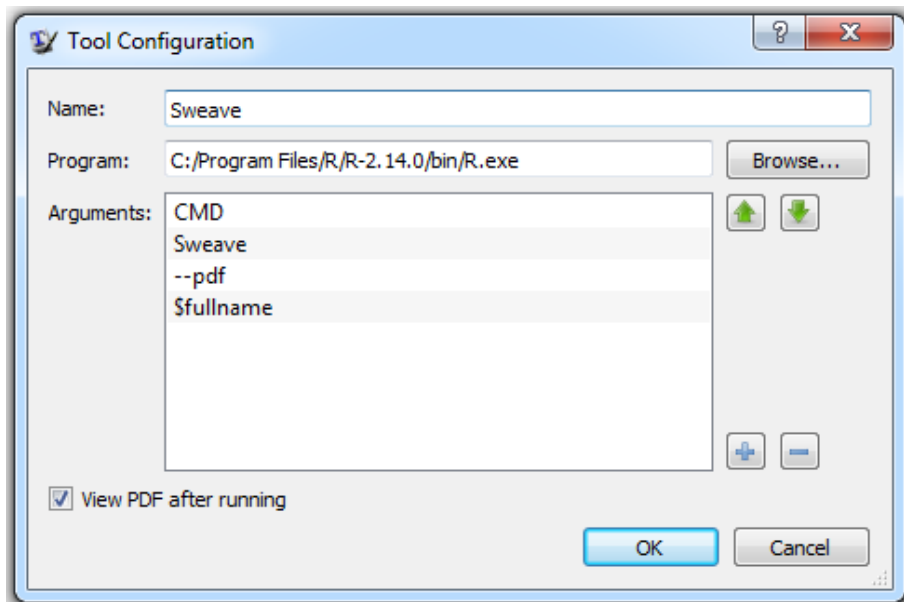 Tool Configuration
Name: Sweave
Program: C:/Program Files/R/R-2.14.0/bin/R.exe Browse...
Arguments: CMD
Sweave
--pdf
$fullname
View PDF after running
OK Cancel